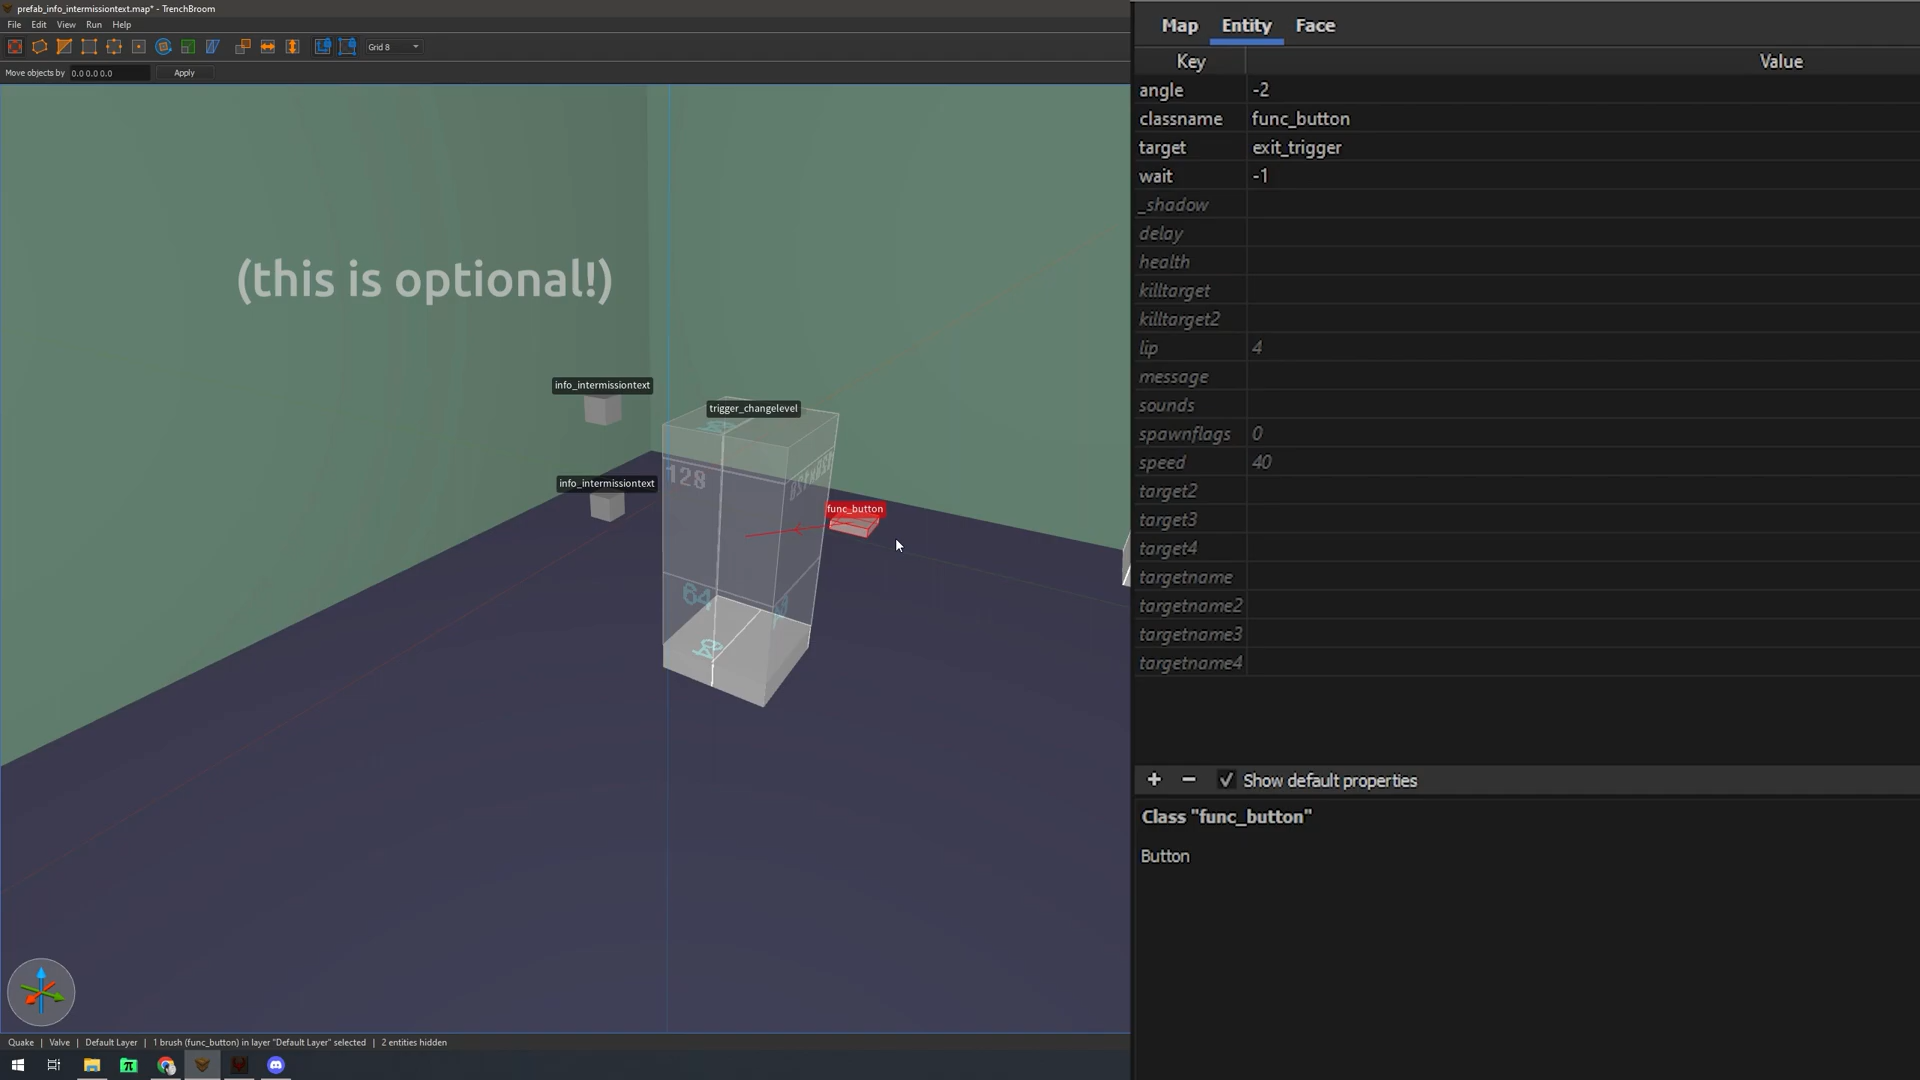 prefab_info_intermissiontext.map* - TrenchBroom
File Edit View Run Help
Grid 8
Move objects by 0.0 0.0 0.0 Apply
(this is optional!)
info_intermissiontext
trigger_changelevel
128
info_intermissiontext
func_button
64
Map Entity Face
Key Value
angle -2
classname func_button
target exit_trigger
wait -1
_shadow
delay
health
killtarget
killtarget2
lip 4
message
sounds
spawnflags 0
speed 40
target2
target3
target4
targetname
targetname2
targetname3
targetname4
Show default properties
Class "func_button"
Button
Quake | Valve | Default Layer | 1 brush (func_button) in layer "Default Layer" selected | 2 entities hidden